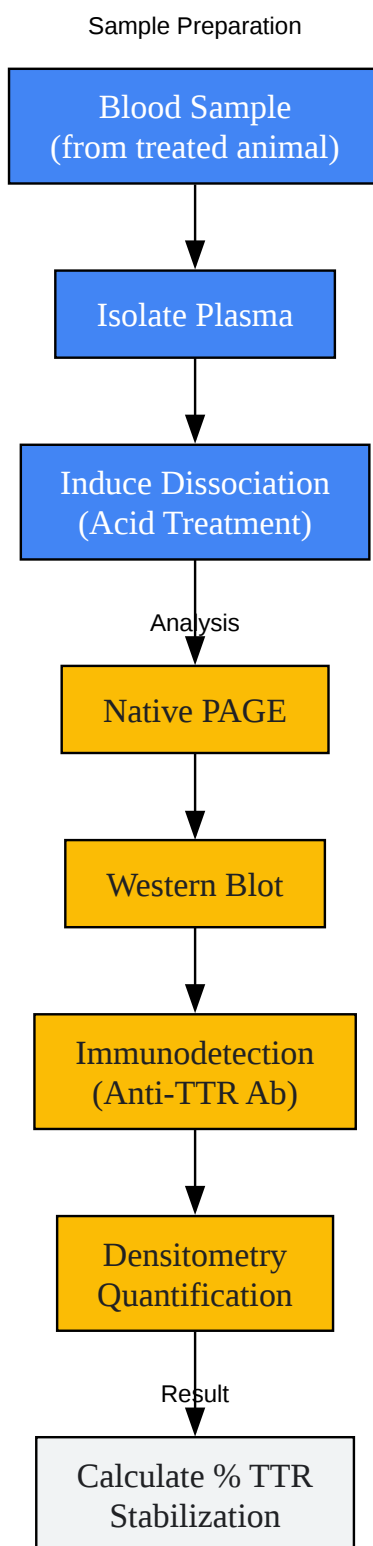 Sample Preparation
Blood Sample
(from treated animal)
Isolate Plasma
Induce Dissociation
(Acid Treatment)
Analysis
Native PAGE
Western Blot
Immunodetection
(Anti-TTR Ab)
Densitometry
Quantification
Result
Calculate % TTR
Stabilization